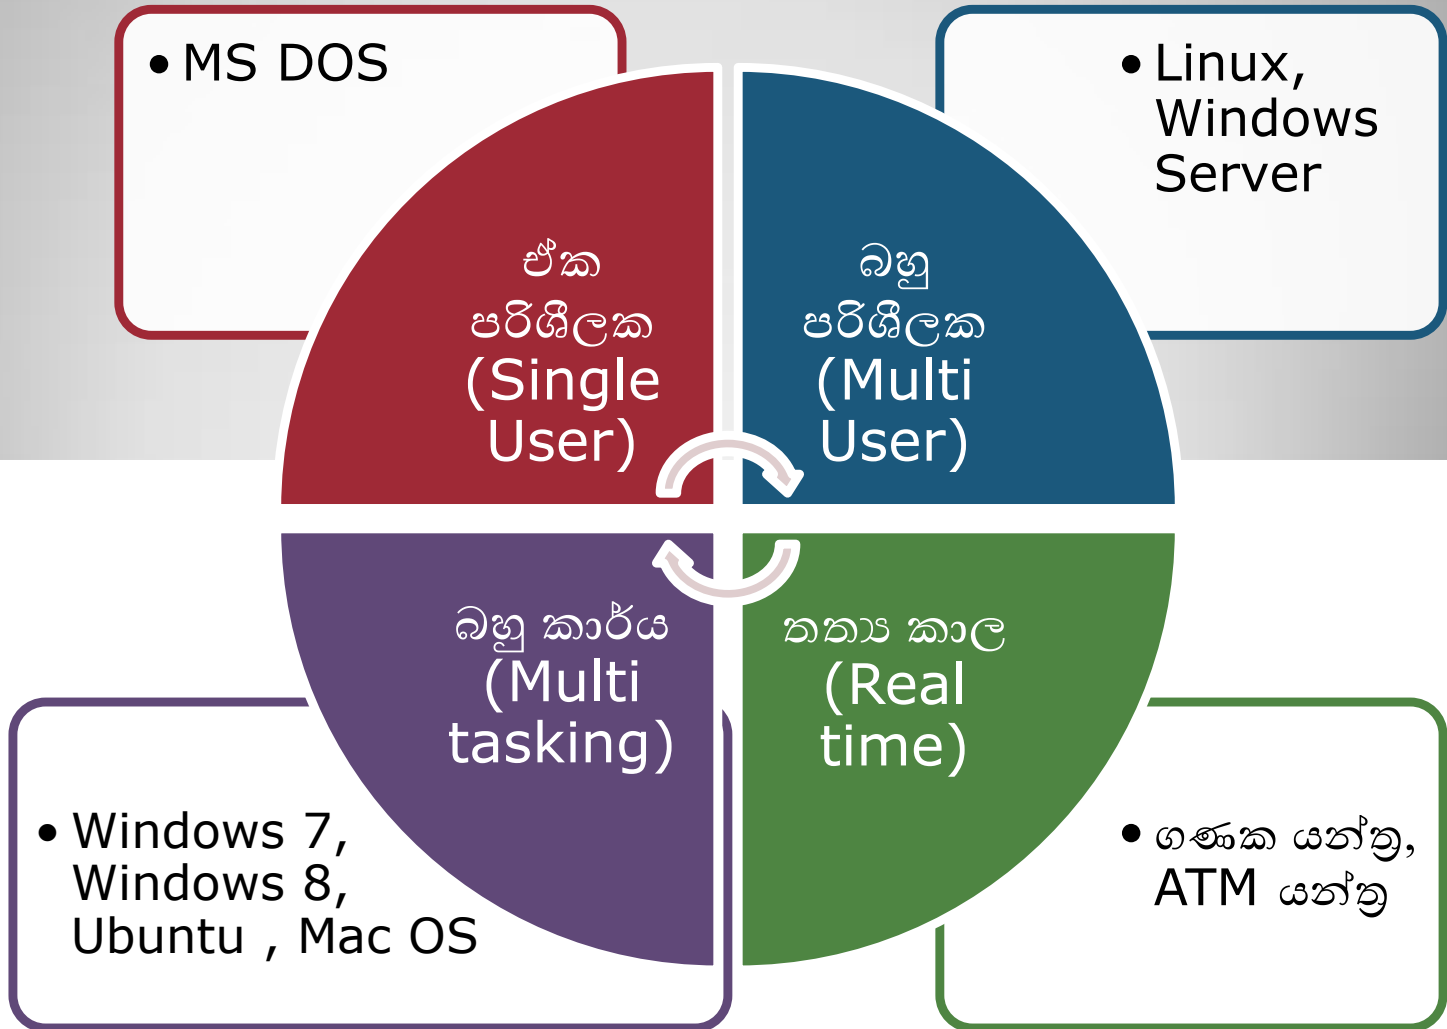 • MS DOS
ඒක
පරිශීලක
(Single
User)
• Linux,
Windows
Server
බහු
පරිශීලක
(Multi
User)
බහු කාර්ය
(Multi
tasking)
• Windows 7,
Windows 8,
Ubuntu , Mac OS
තත්‍ය කාල
(Real
time)
• ගණක යන්ත්‍ර,
ATM යන්ත්‍ර